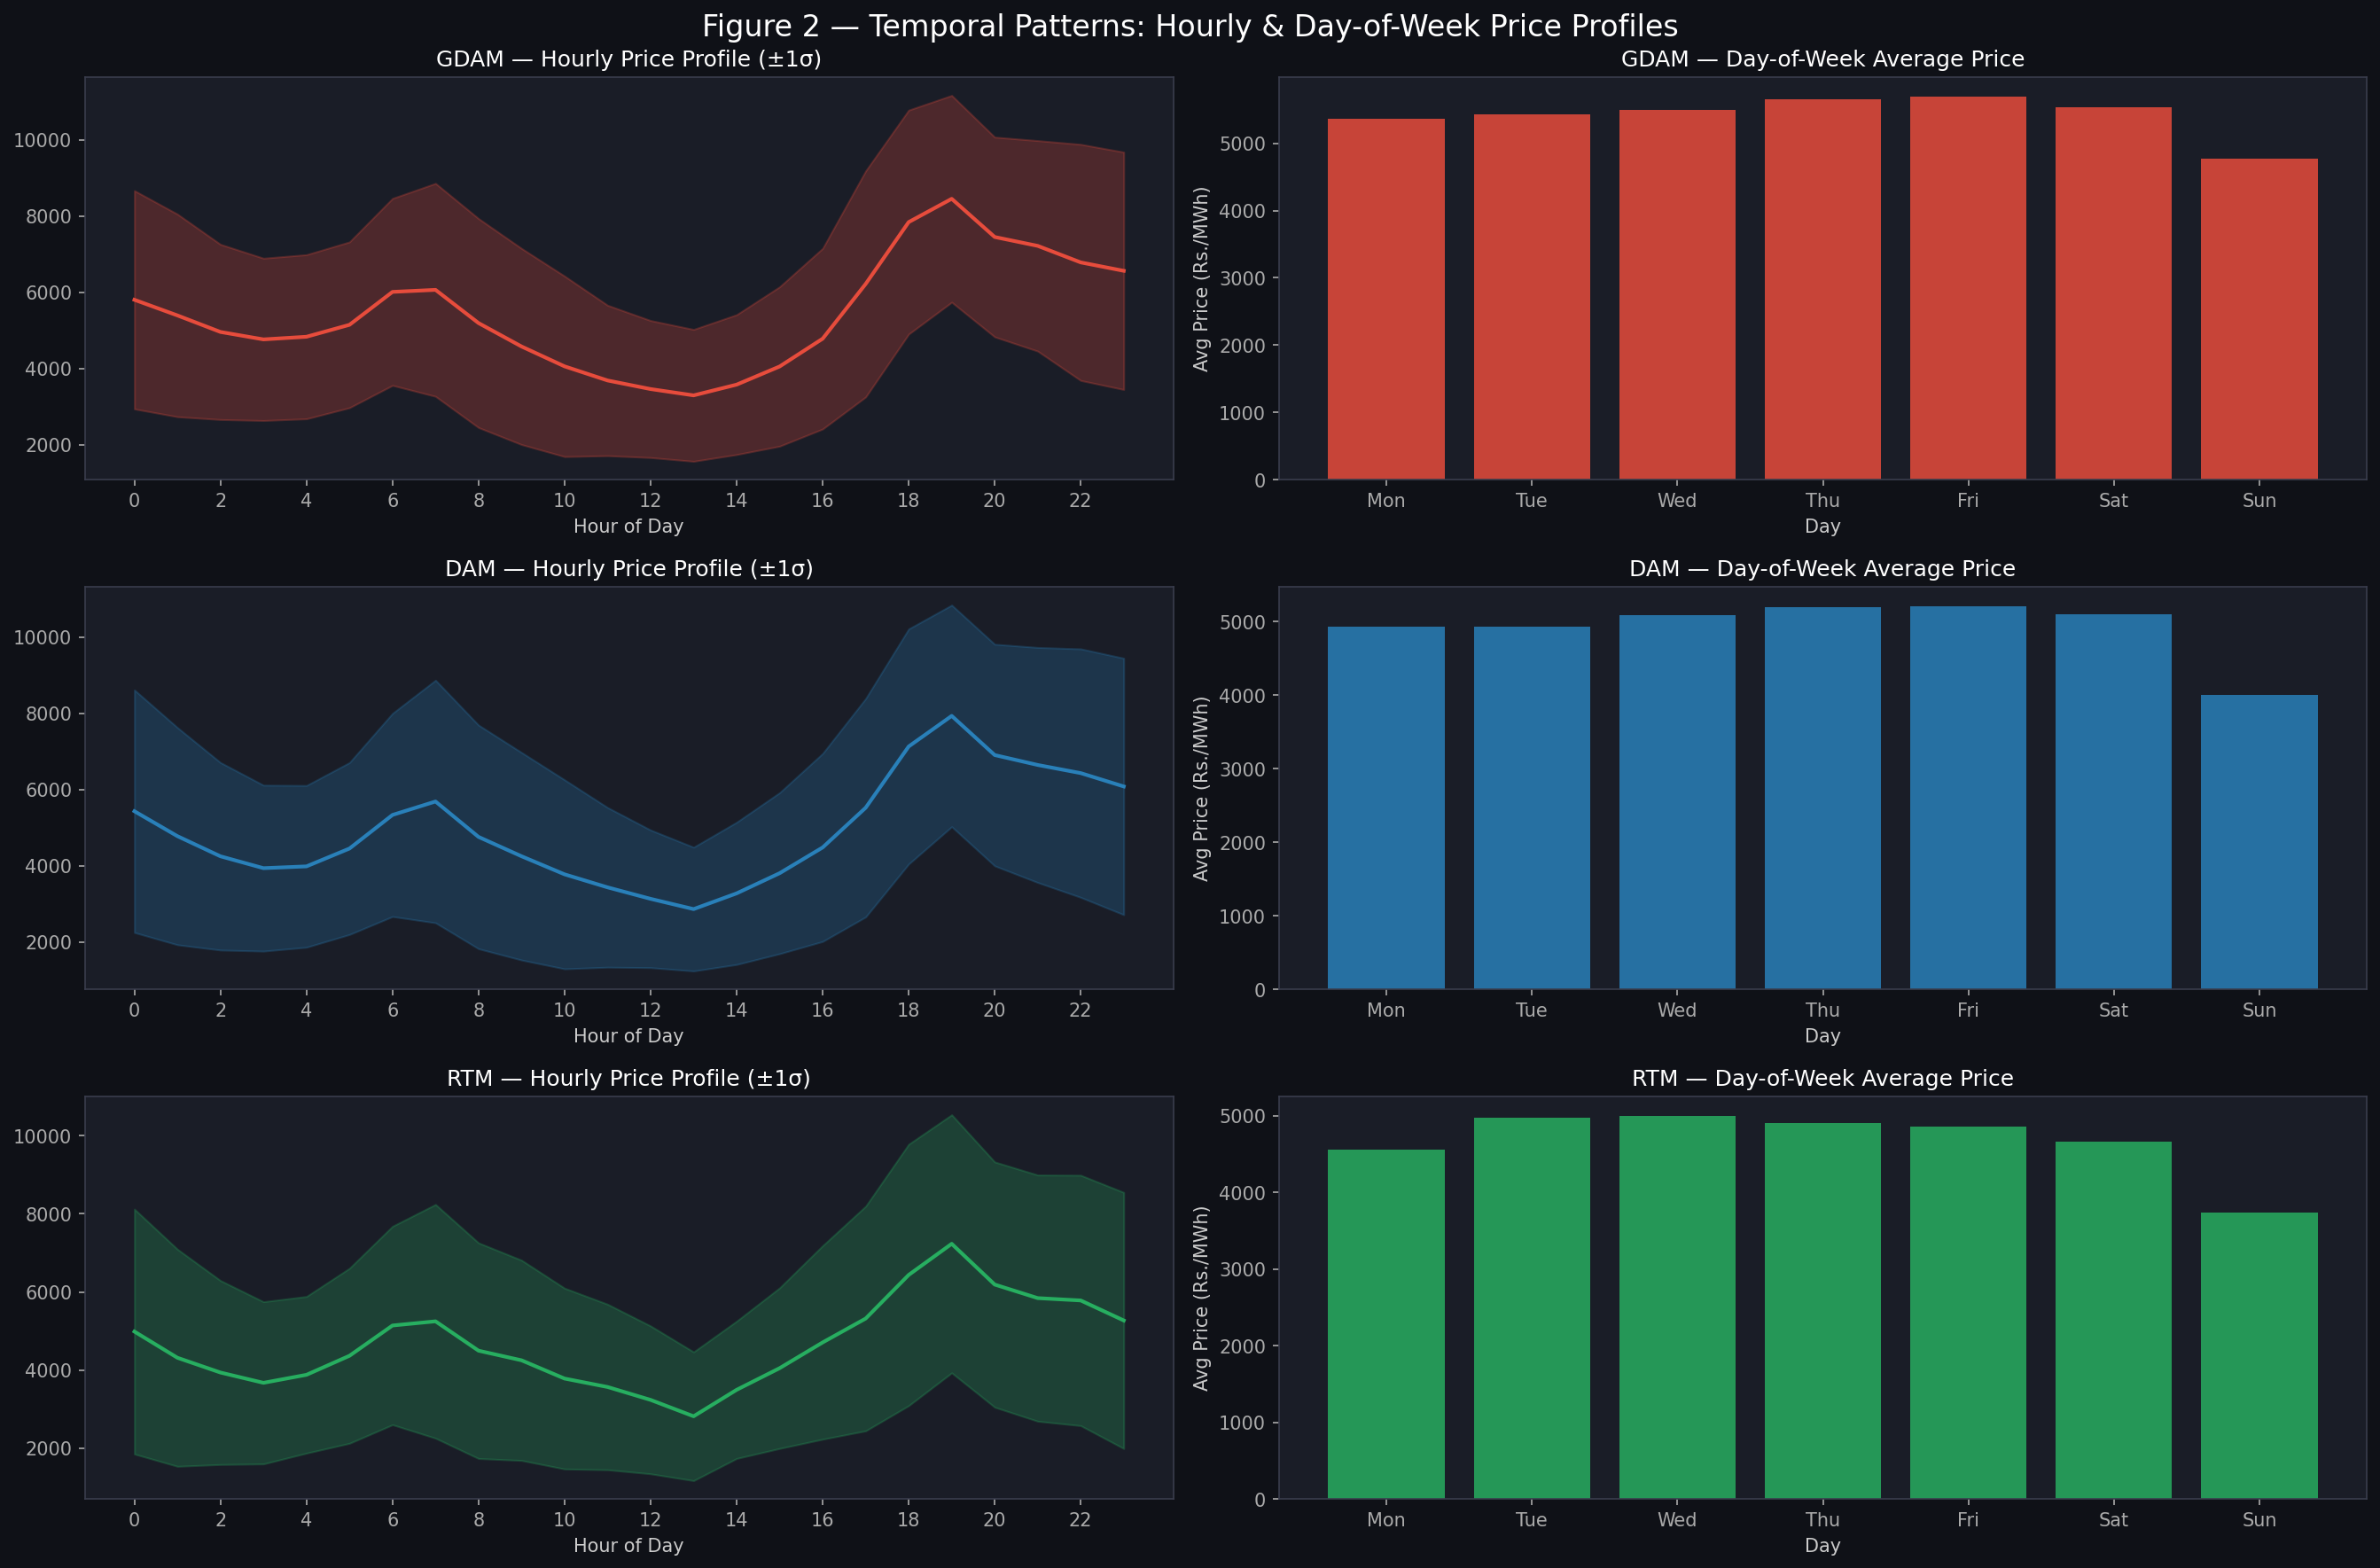 Figure 2 — Temporal Patterns: Hourly & Day-of-Week Price Profiles
GDAM — Hourly Price Profile (±1σ)
10000
8000
6000
4000
2000
0 2 4 6 8 10 12 14 16 18 20 22
Hour of Day
GDAM — Day-of-Week Average Price
Avg Price (Rs./MWh)
5000
4000
3000
2000
1000
0
Mon Tue Wed Thu Fri Sat Sun
Day
DAM — Hourly Price Profile (±1σ)
10000
8000
6000
4000
2000
0 2 4 6 8 10 12 14 16 18 20 22
Hour of Day
DAM — Day-of-Week Average Price
Avg Price (Rs./MWh)
5000
4000
3000
2000
1000
0
Mon Tue Wed Thu Fri Sat Sun
Day
RTM — Hourly Price Profile (±1σ)
10000
8000
6000
4000
2000
0 2 4 6 8 10 12 14 16 18 20 22
Hour of Day
RTM — Day-of-Week Average Price
Avg Price (Rs./MWh)
5000
4000
3000
2000
1000
0
Mon Tue Wed Thu Fri Sat Sun
Day